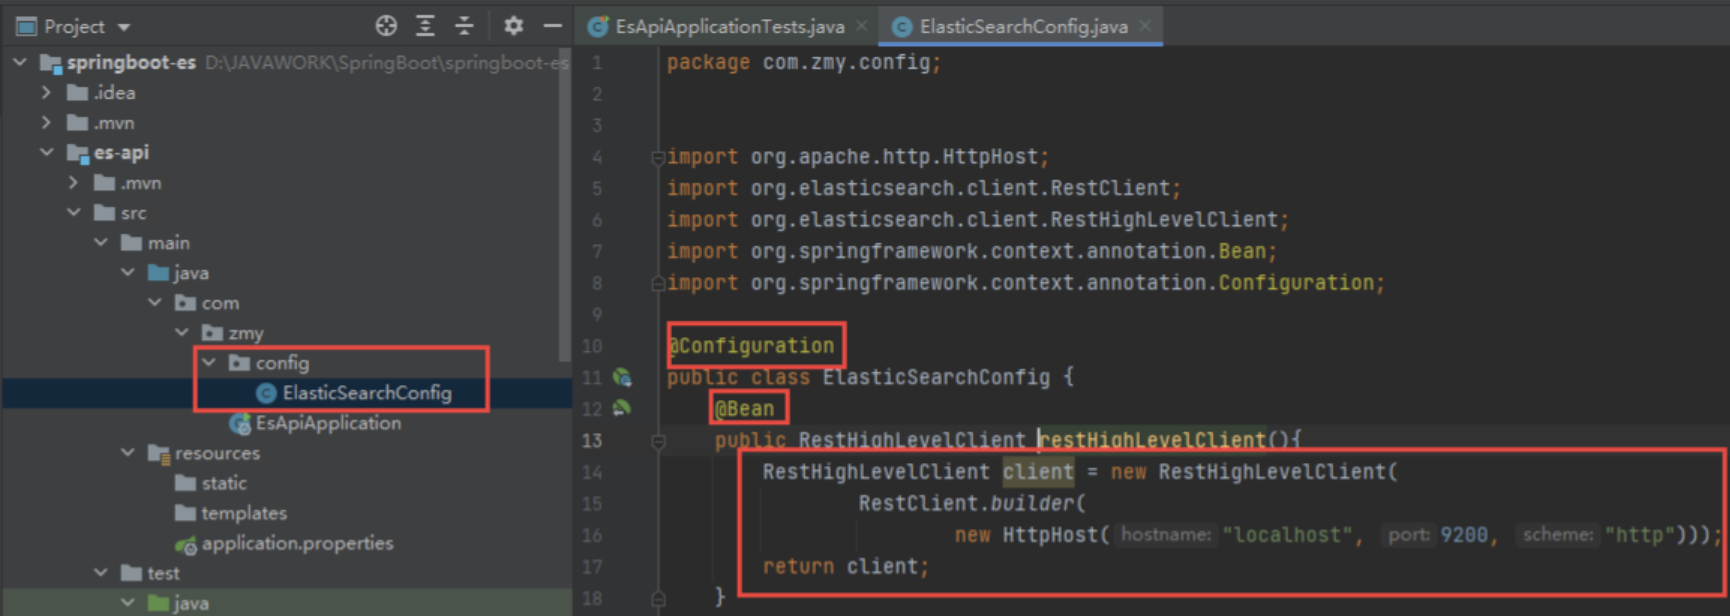 Project
springboot-es D:\JAVAWORK\SpringBoot\springboot-es
.idea
.mvn
es-api
.mvn
src
main
java
com
zmy
config
ElasticSearchConfig
EsApiApplication
resources
static
templates
application.properties
test
java
EsApiApplicationTests.java
ElasticSearchConfig.java
1 package com.zmy.config;
2
3
4 import org.apache.http.HttpHost;
5 import org.elasticsearch.client.RestClient;
6 import org.elasticsearch.client.RestHighLevelClient;
7 import org.springframework.context.annotation.Bean;
8 import org.springframework.context.annotation.Configuration;
9
10 @Configuration
11 public class ElasticSearchConfig {
12 @Bean
13 public RestHighLevelClient restHighLevelClient(){
14 RestHighLevelClient client = new RestHighLevelClient(
15 RestClient.builder(
16 new HttpHost( hostname: "localhost", port: 9200, scheme: "http")));
17 return client;
18 }